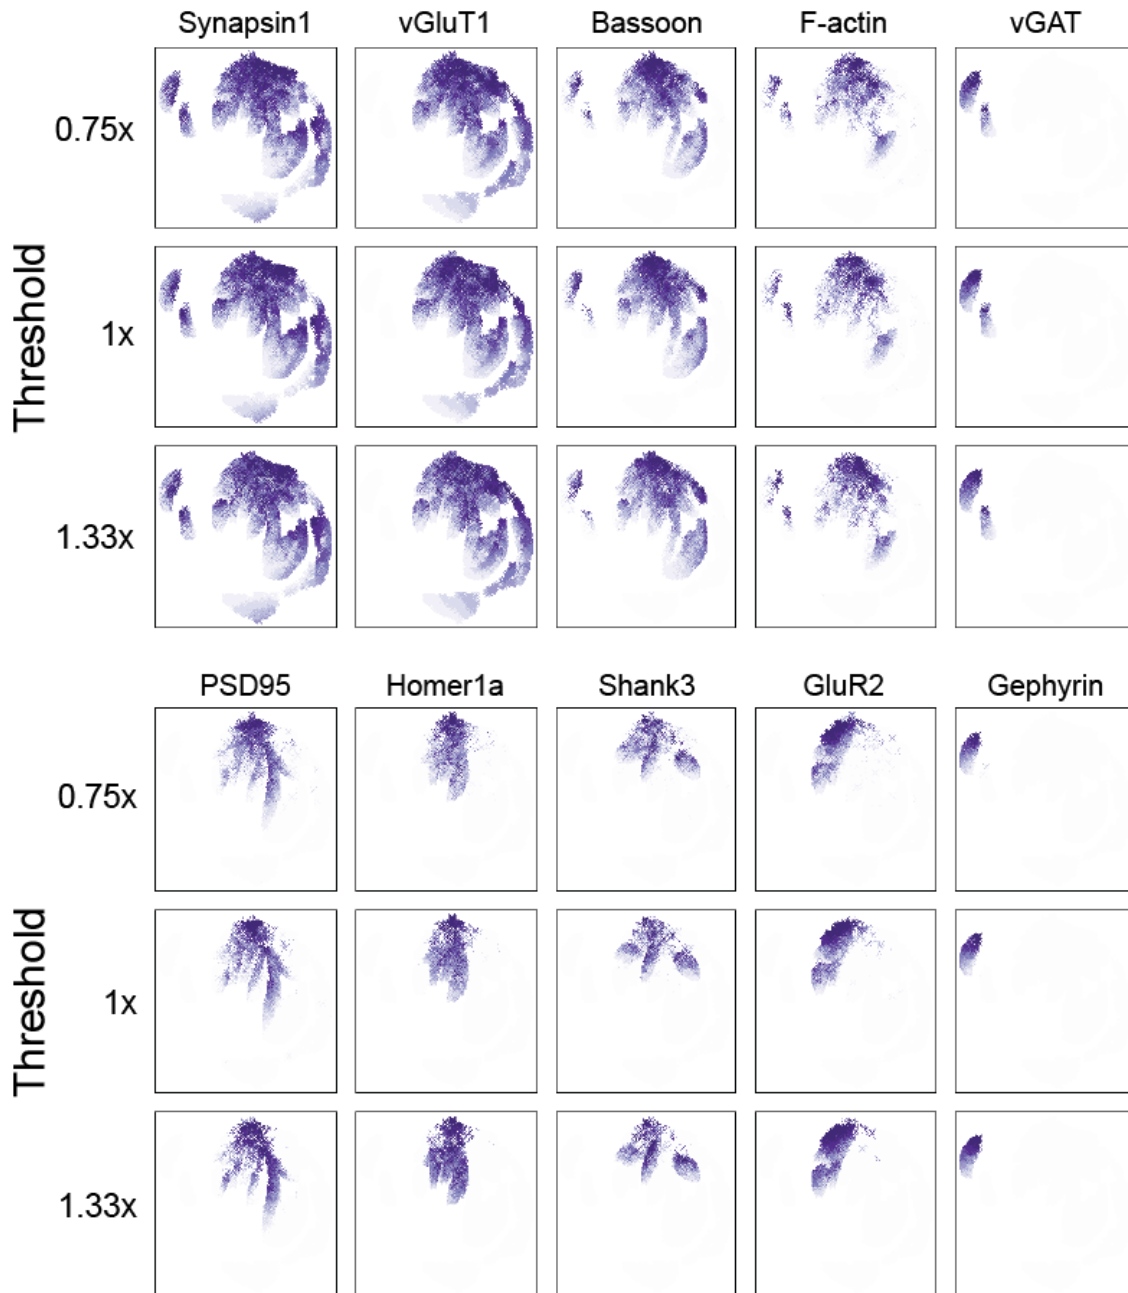 Synapsin1 vGluT1 Bassoon F-actin vGAT
0.75x
Threshold
1x
1.33x
PSD95 Homer1a Shank3 GluR2 Gephyrin
0.75x
Threshold
1x
1.33x